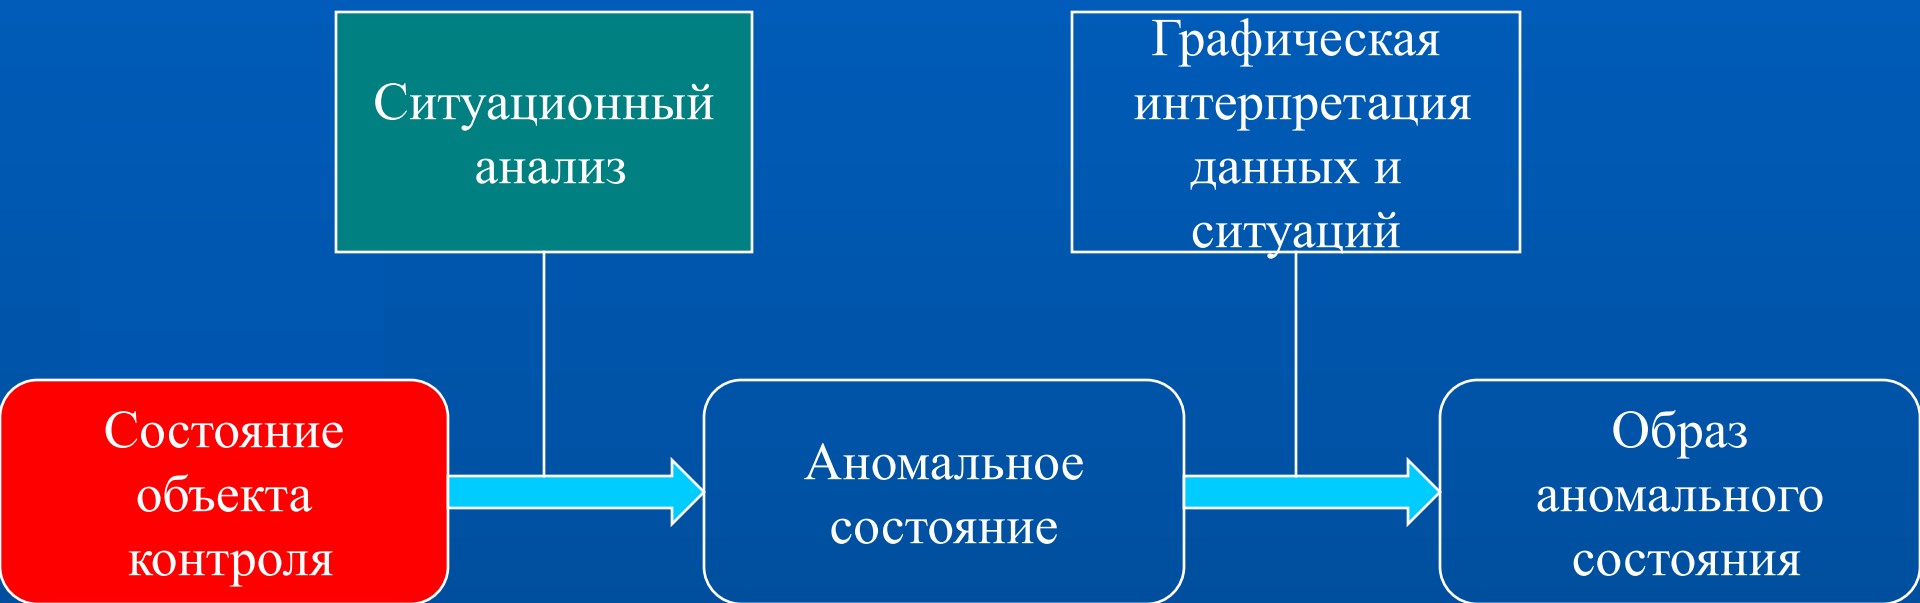 Ситуационный
анализ
Графическая
интерпретация
данных и
ситуаций
Состояние
объекта
контроля
Аномальное
состояние
Образ
аномального
состояния